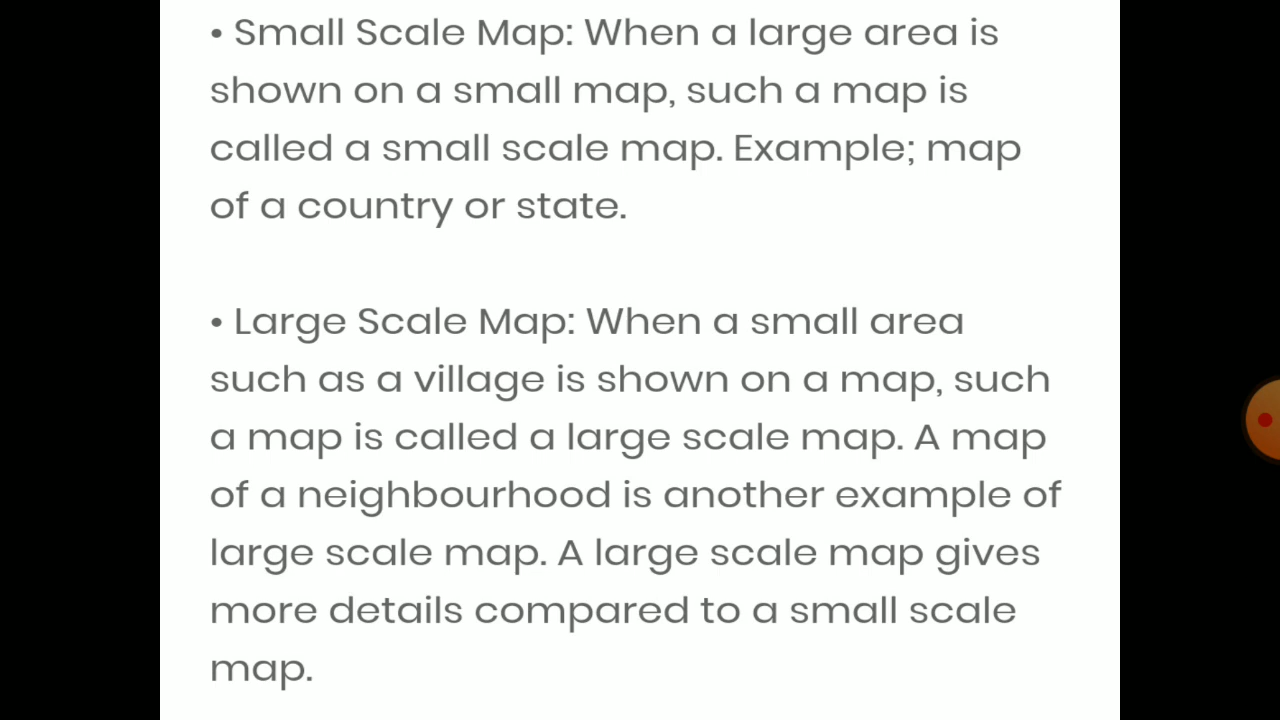 • Small Scale Map: When a large area is
shown on a small map, such a map is
called a small scale map. Example; map
of a country or state.
• Large Scale Map: When a small area
such as a village is shown on a map, such
a map is called a large scale map. A map
of a neighbourhood is another example of
large scale map. A large scale map gives
more details compared to a small scale
map.